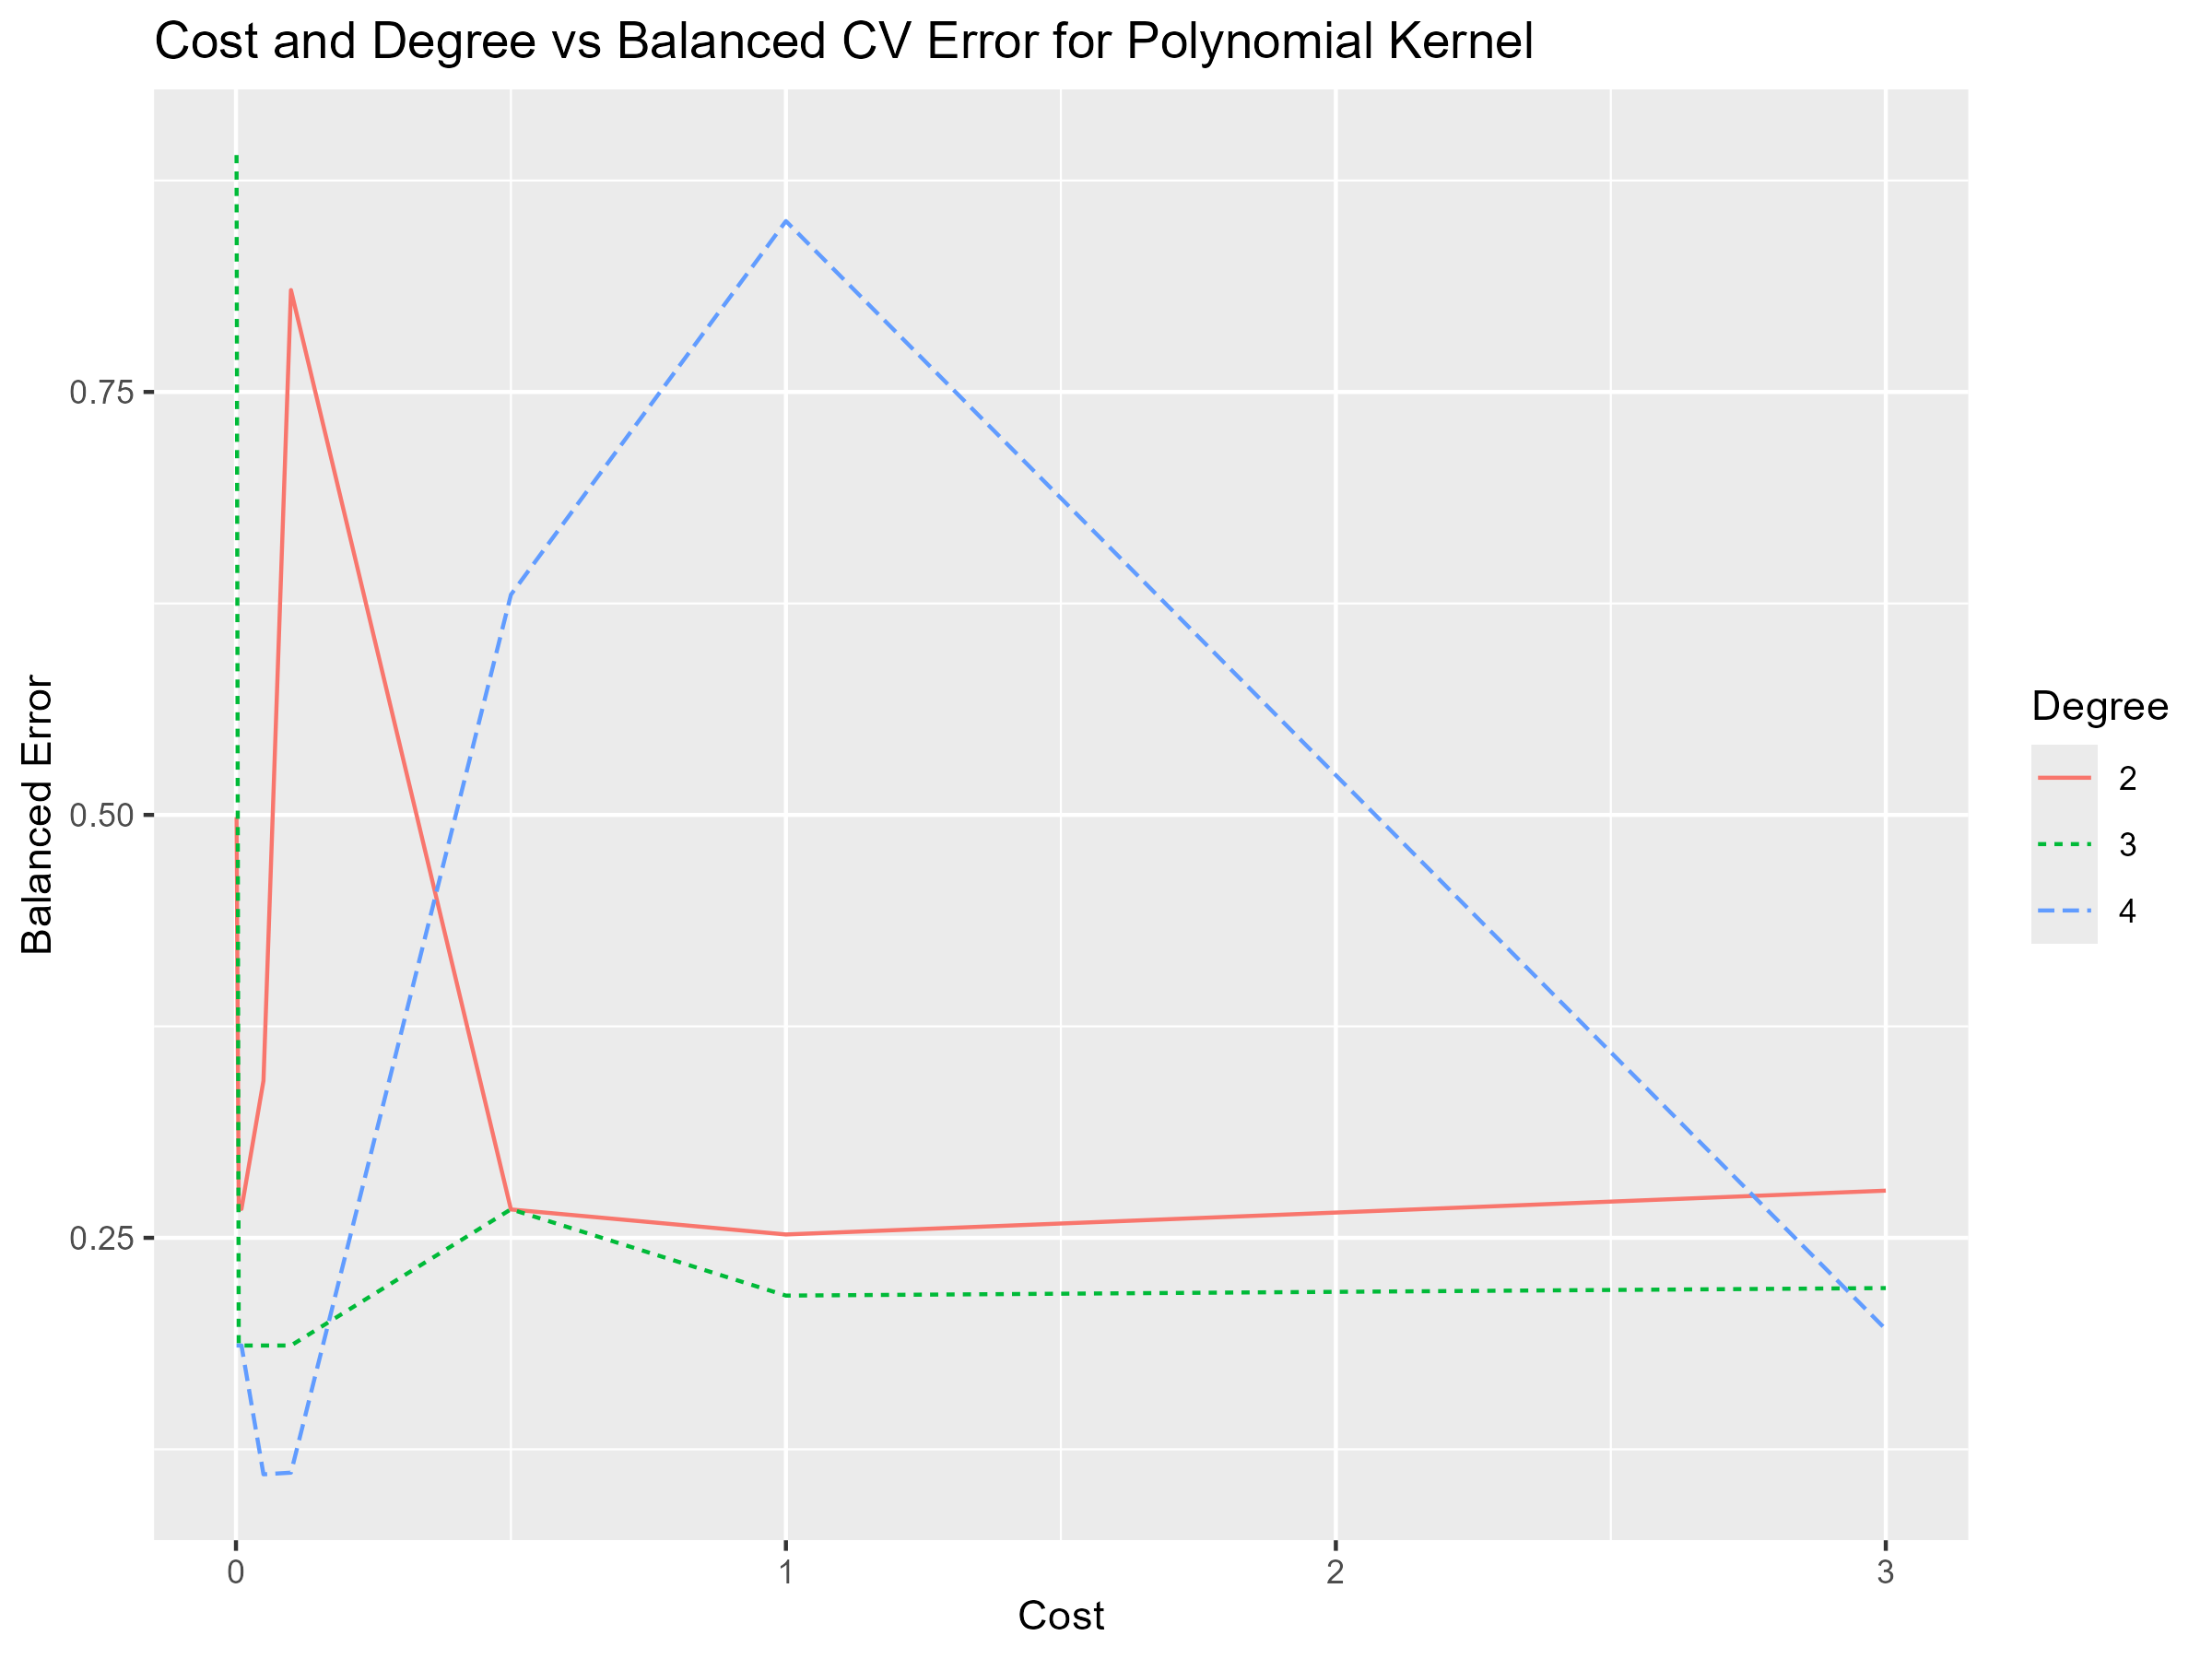 Cost and Degree vs Balanced CV Error for Polynomial Kernel
Balanced Error
0.75
0.50
0.25
0
1
2
3
Cost
Degree
2
3
4